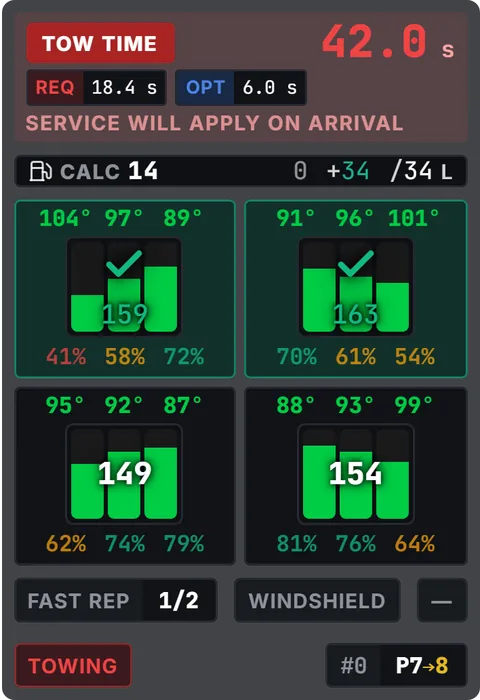 TOW TIME 42.0 s
REQ 18.4 s OPT 6.0 s
SERVICE WILL APPLY ON ARRIVAL
CALC 14 0 +34 /34 L
104° 97° 89° 91° 96° 101°
159 163
41% 58% 72% 70% 61% 54%
95° 92° 87° 88° 93° 99°
149 154
62% 74% 79% 81% 76% 64%
FAST REP 1/2 WINDSHIELD —
TOWING #0 P7→8